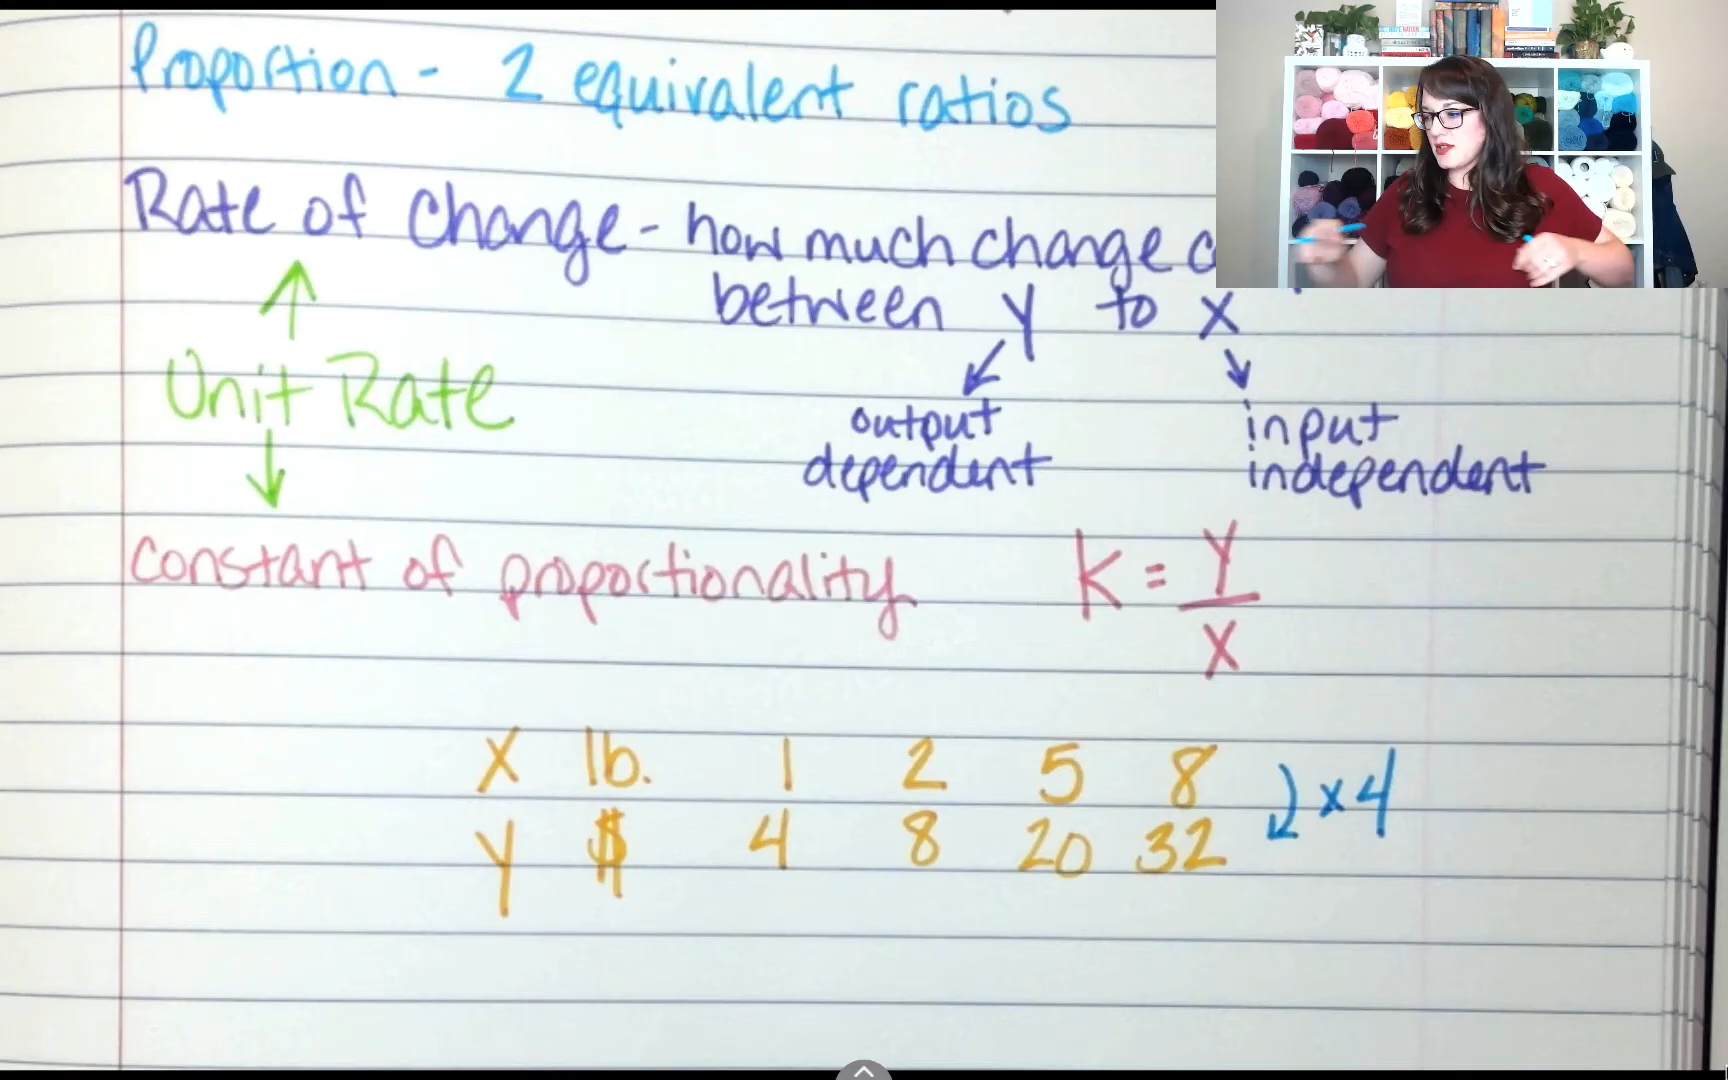 Proportion - 2 equivalent ratios
Rate of Change - how much change
between y to x
Unit Rate
output input
dependent independent
Constant of proportionality K = y
x
x lb. 1 2 5 8
y $ 4 8 20 32 x4